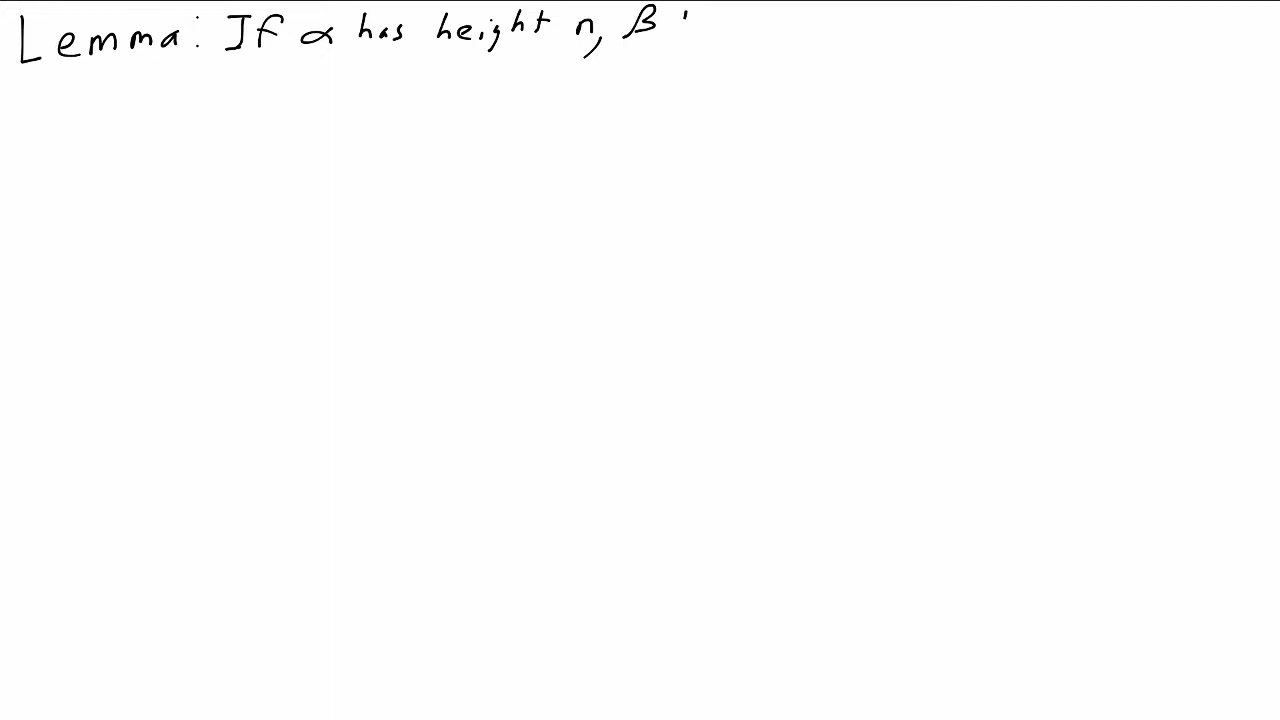 Lemma: If α has height n, β